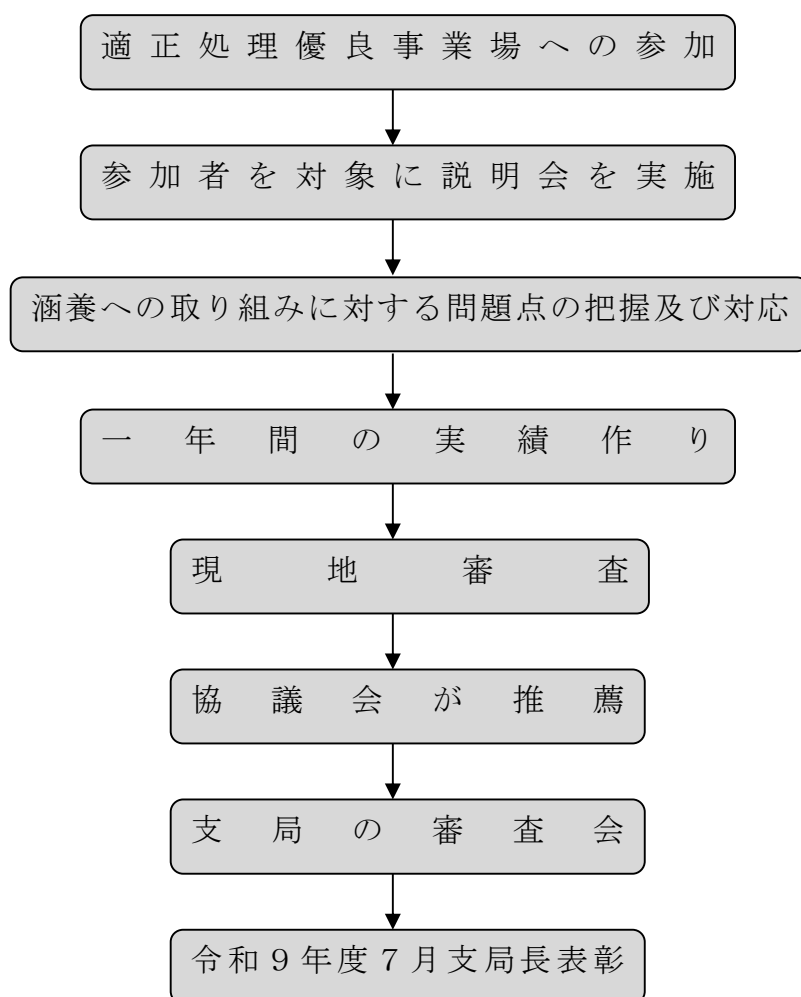 適正処理優良事業場への参加
参加者を対象に説明会を実施
涵養への取り組みに対する問題点の把握及び対応
一年間の実績作り
現地審査
協議会が推薦
支局の審査会
令和９年度７月支局長表彰